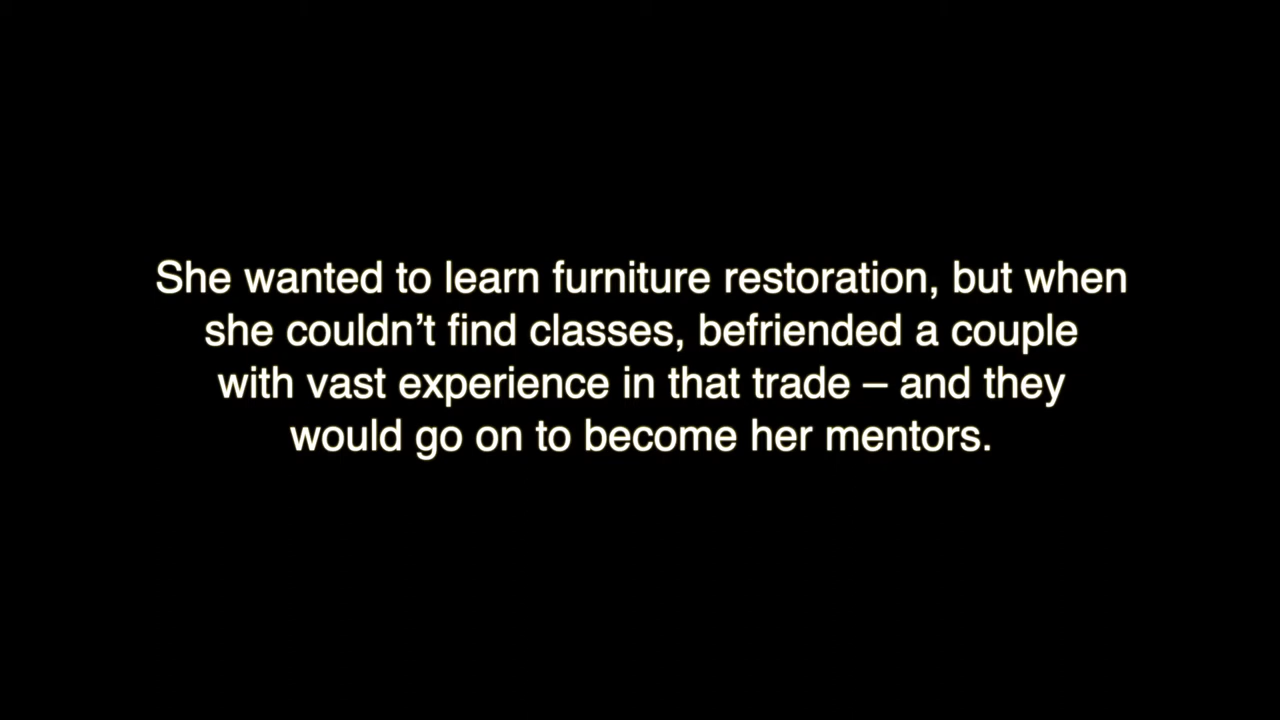 She wanted to learn furniture restoration, but when
she couldn’t find classes, befriended a couple
with vast experience in that trade – and they
would go on to become her mentors.